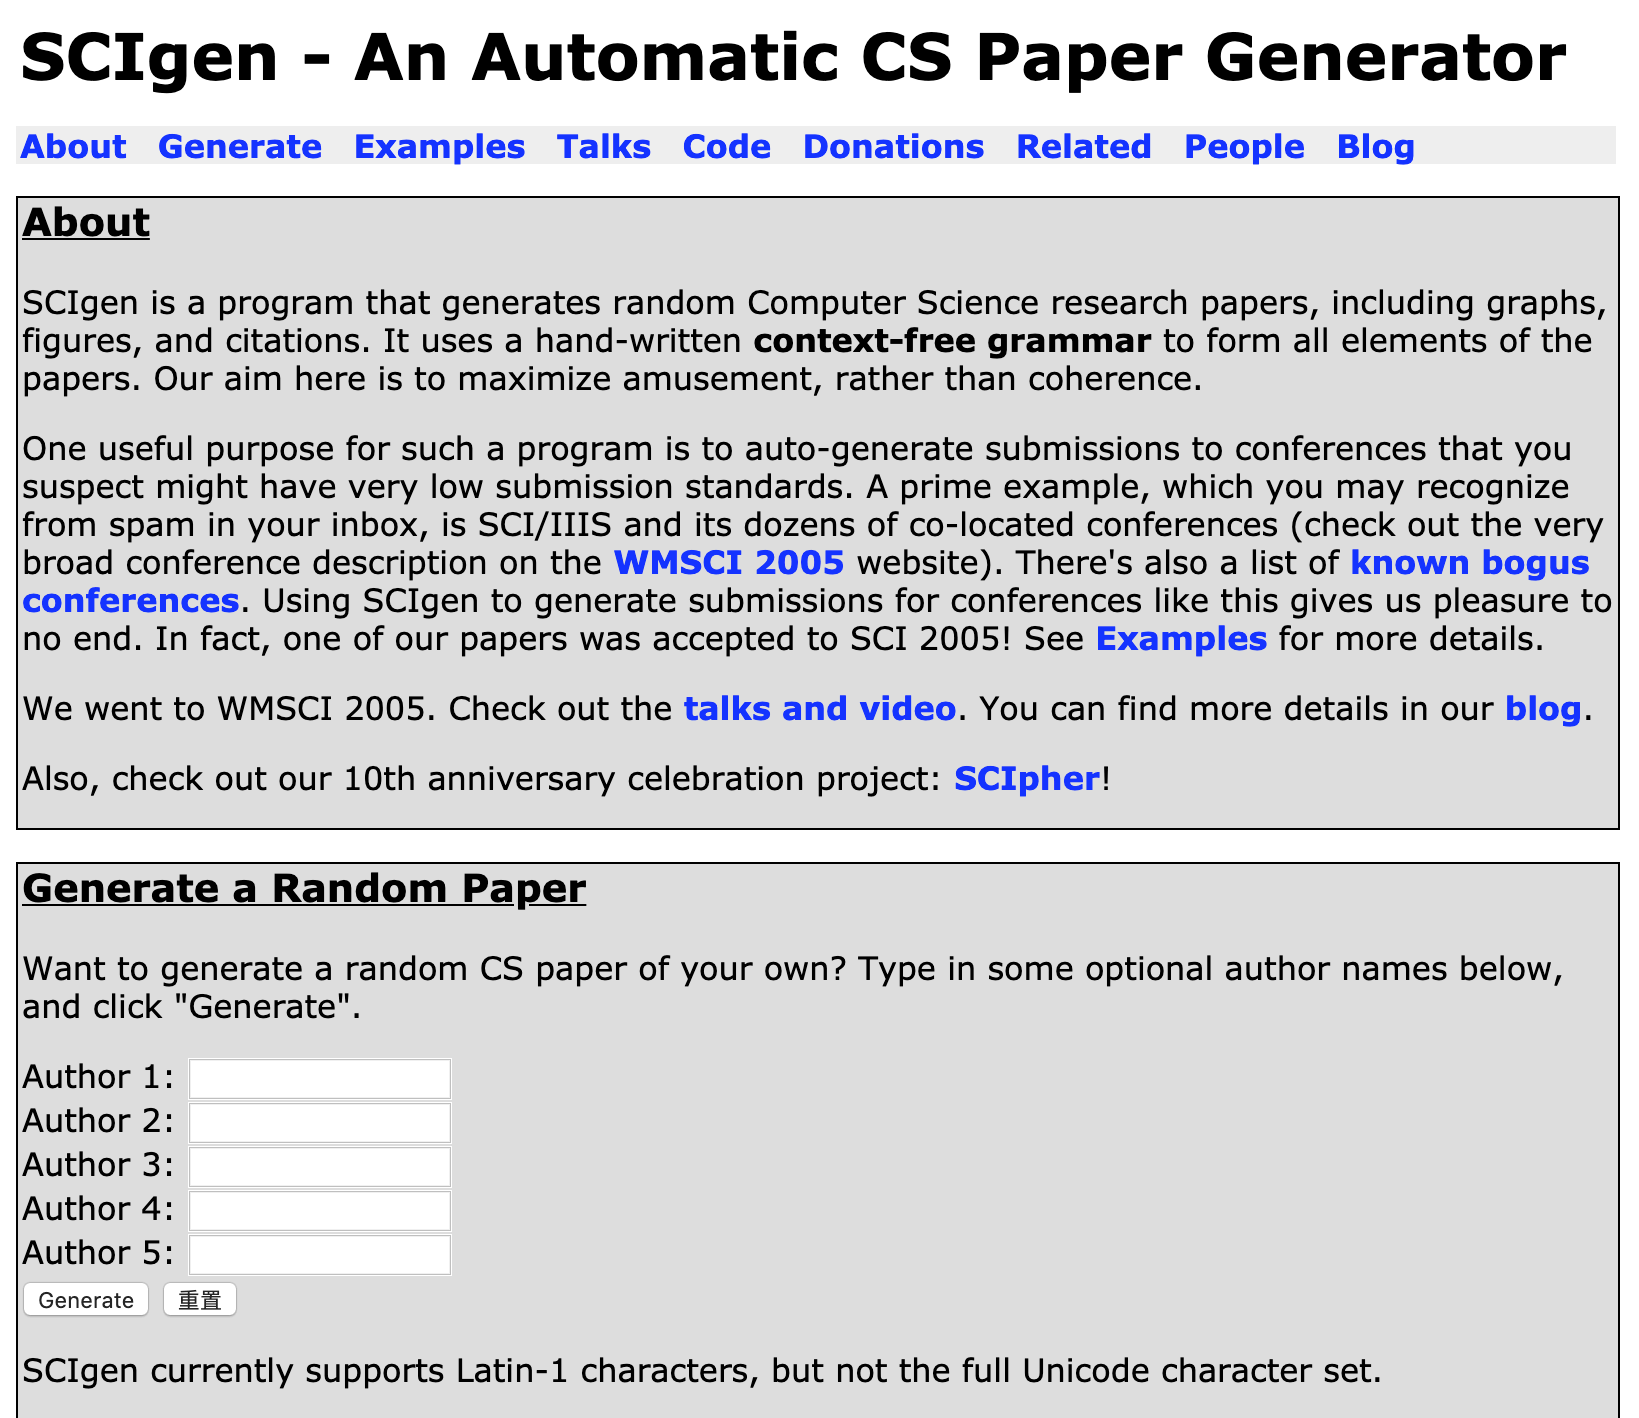 SCIgen - An Automatic CS Paper Generator
About Generate Examples Talks Code Donations Related People Blog
About
SCIgen is a program that generates random Computer Science research papers, including graphs,
figures, and citations. It uses a hand-written context-free grammar to form all elements of the
papers. Our aim here is to maximize amusement, rather than coherence.
One useful purpose for such a program is to auto-generate submissions to conferences that you
suspect might have very low submission standards. A prime example, which you may recognize
from spam in your inbox, is SCI/IIIS and its dozens of co-located conferences (check out the very
broad conference description on the WMSCI 2005 website). There's also a list of known bogus
conferences. Using SCIgen to generate submissions for conferences like this gives us pleasure to
no end. In fact, one of our papers was accepted to SCI 2005! See Examples for more details.
We went to WMSCI 2005. Check out the talks and video. You can find more details in our blog.
Also, check out our 10th anniversary celebration project: SCIpher!
Generate a Random Paper
Want to generate a random CS paper of your own? Type in some optional author names below,
and click "Generate".
Author 1:
Author 2:
Author 3:
Author 4:
Author 5:
Generate 重置
SCIgen currently supports Latin-1 characters, but not the full Unicode character set.